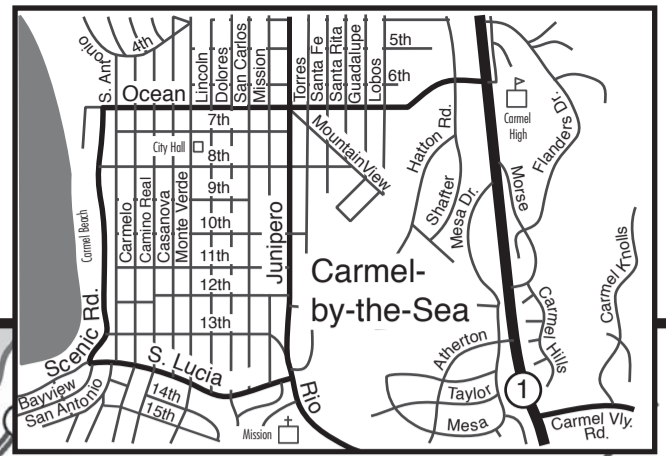 S. Antonio
4th
Lincoln
Dolores
San Carlos
Mission
Torres
Santa Fe
Santa Rita
Guadalupe
Lobos
5th
6th
Ocean
7th
City Hall
8th
Mountain View
Hatton Rd.
Carmel
High
Flanders Dr.
Carmel Beach
Carmelo
Camino Real
Casanova
Monte Verde
9th
10th
11th
12th
13th
Junipero
Shafter
Mesa Dr.
Morse
Carmel-
by-the-Sea
Carmel Knolls
Carmel Hills
Scenic Rd.
S. Lucia
Rio
Atherton
Taylor
Mesa
1
Carmel Vly.
Rd.
Bayview
San Antonio
14th
15th
Mission